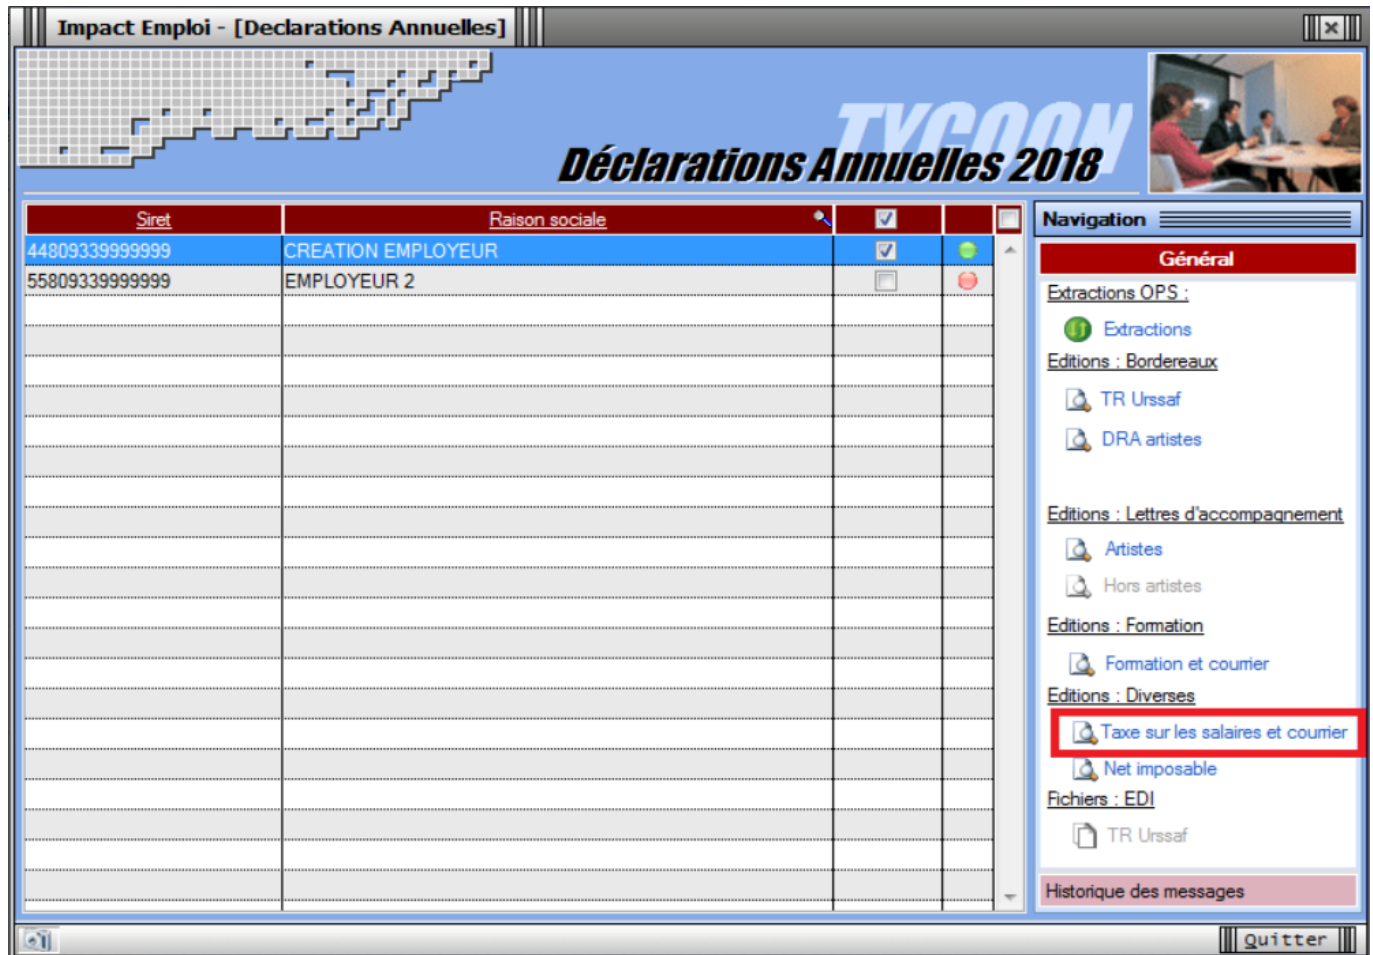 Impact Emploi - [Declarations Annuelles]
TYCOON
Déclarations Annuelles 2018
Siret Raison sociale
44809339999999 CREATION EMPLOYEUR
55809339999999 EMPLOYEUR 2
Navigation
Général
Extractions OPS :
Extractions
Editions : Bordereaux
TR Urssaf
DRA artistes
Editions : Lettres d'accompagnement
Artistes
Hors artistes
Editions : Formation
Formation et courrier
Editions : Diverses
Taxe sur les salaires et courrier
Net imposable
Fichiers : EDI
TR Urssaf
Historique des messages
Quitter